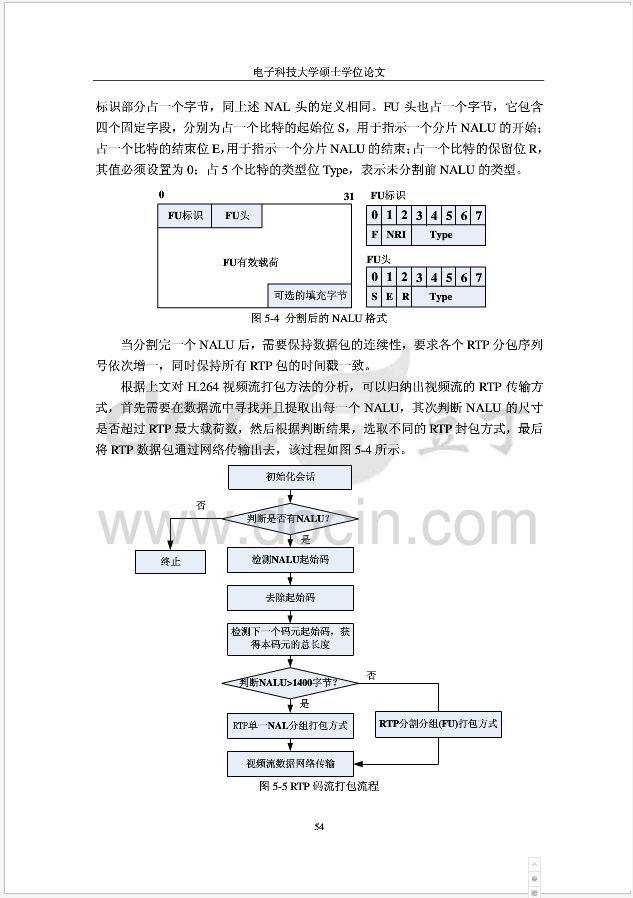 电子科技大学硕士学位论文
标识部分占一个字节，同上述 NAL 头的定义相同。FU 头也占一个字节，它包含
四个固定字段，分别为占一个比特的起始位 S，用于指示一个分片 NALU 的开始；
占一个比特的结束位 E，用于指示一个分片 NALU 的结束；占一个比特的保留位 R，
其值必须设置为 0；占 5 个比特的类型位 Type，表示未分割前 NALU 的类型。
0 31
FU标识 FU头
FU有效载荷
可选的填充字节
FU标识
0 1 2 3 4 5 6 7
F NRI Type
FU头
0 1 2 3 4 5 6 7
S E R Type
图 5-4 分割后的 NALU 格式
当分割完一个 NALU 后，需要保持数据包的连续性，要求各个 RTP 分包序列
号依次增一，同时保持所有 RTP 包的时间戳一致。
根据上文对 H.264 视频流打包方法的分析，可以归纳出视频流的 RTP 传输方
式，首先需要在数据流中寻找并且提取出每一个 NALU，其次判断 NALU 的尺寸
是否超过 RTP 最大载荷数，然后根据判断结果，选取不同的 RTP 封包方式，最后
将 RTP 数据包通过网络传输出去，该过程如图 5-4 所示。
初始化会话
否
判断是否有NALU？
是
终止
检测NALU起始码
去除起始码
检测下一个码元起始码，获
得本码元的总长度
判断NALU>1400字节？
否
是
RTP单一NAL分组打包方式
RTP分割分组(FU)打包方式
视频流数据网络传输
图 5-5 RTP 码流打包流程
54
docin 豆丁
www.docin.com